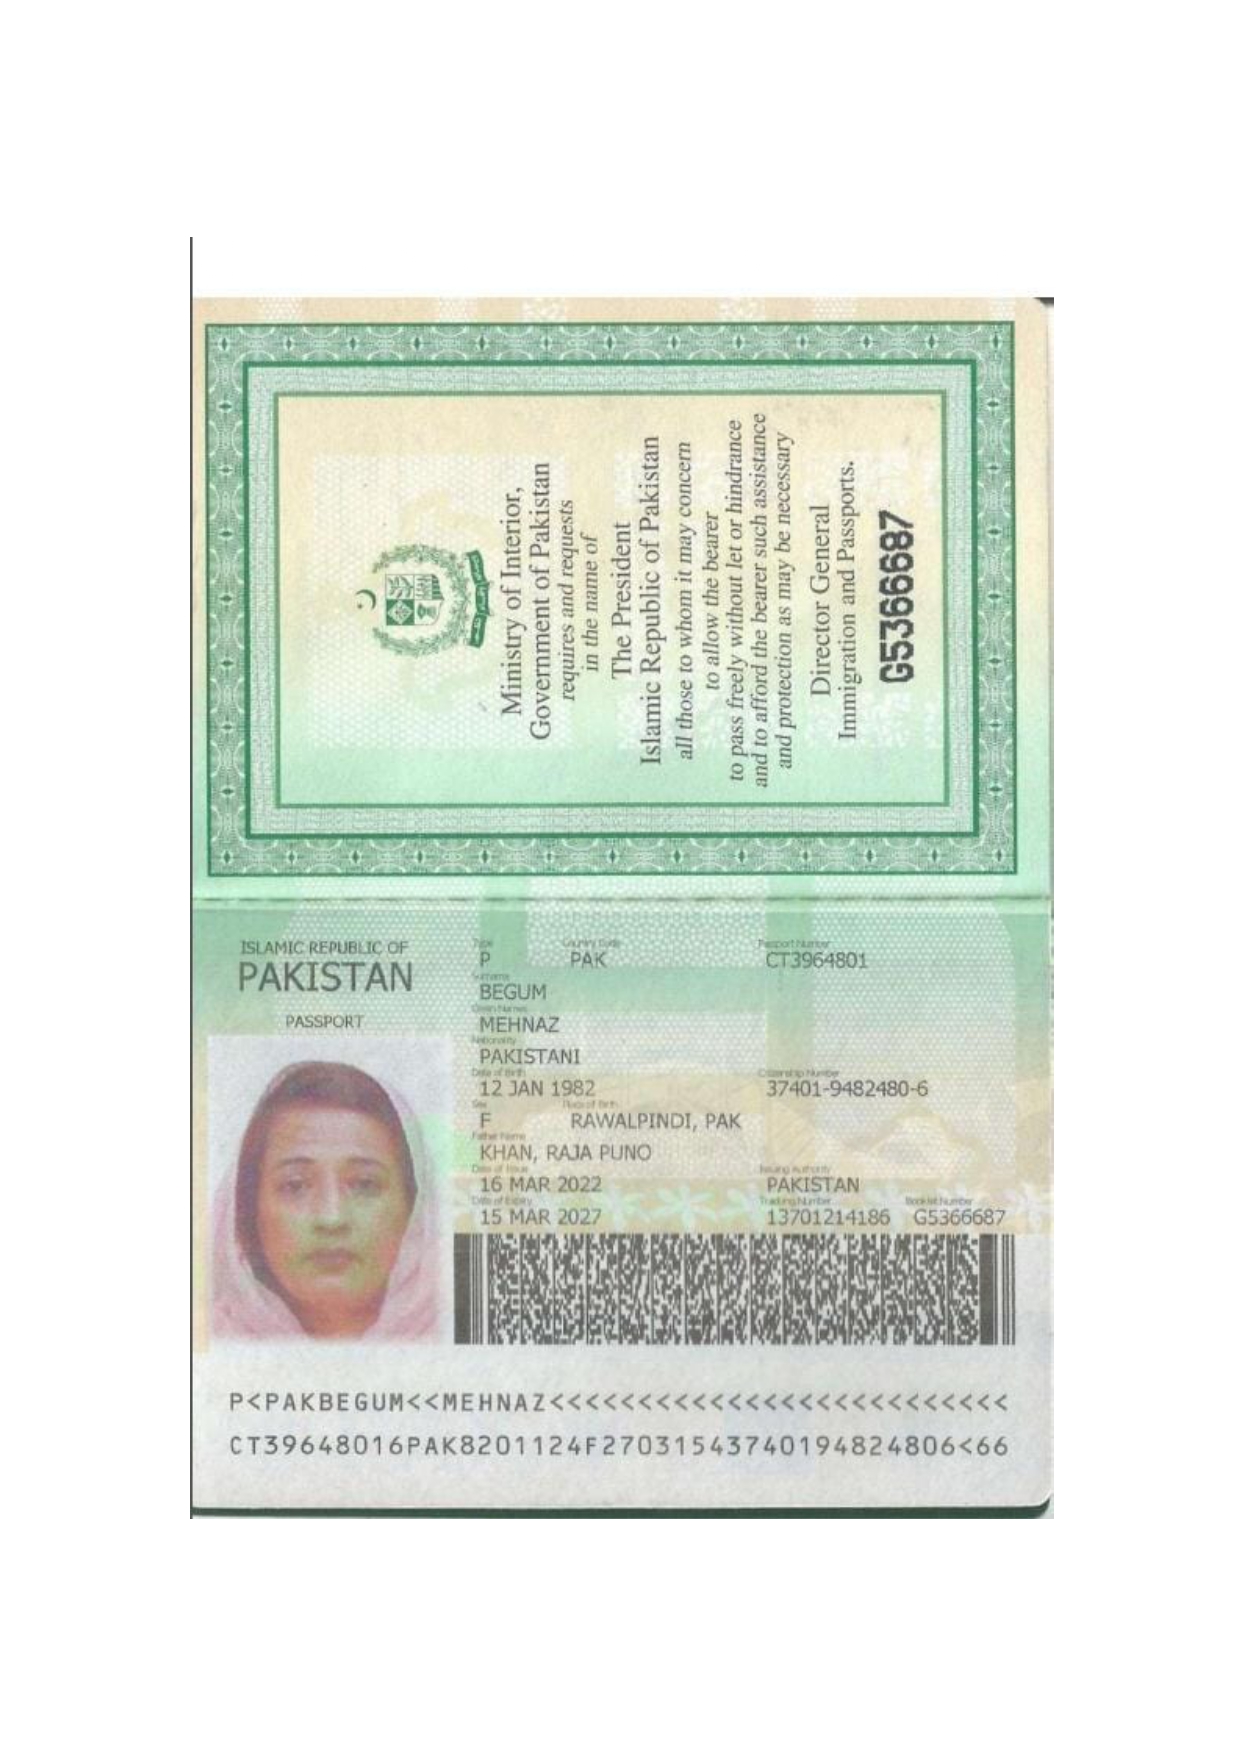 Ministry of Interior,
Government of Pakistan
requires and requests
in the name of
The President
Islamic Republic of Pakistan
all those to whom it may concern
to allow the bearer
to pass freely without let or hindrance
and to afford the bearer such assistance
and protection as may be necessary
Director General
Immigration and Passports.
G5366687
ISLAMIC REPUBLIC OF
PAKISTAN
PASSPORT
Type Country Code Passport Number
P PAK CT3964801
Surname
BEGUM
Given Names
MEHNAZ
Nationality
PAKISTANI
Date of Birth Citizenship Number
12 JAN 1982 37401-9482480-6
Sex Place of Birth
F RAWALPINDI, PAK
Father Name
KHAN, RAJA PUNO
Date of Issue Issuing Authority
16 MAR 2022 PAKISTAN
Date of Expiry Tracking Number Booklet Number
15 MAR 2027 13701214186 G5366687
P<PAKBEGUM<<MEHNAZ<<<<<<<<<<<<<<<<<<<<<<<<<<
CT39648016PAK8201124F27031543740194824806<66